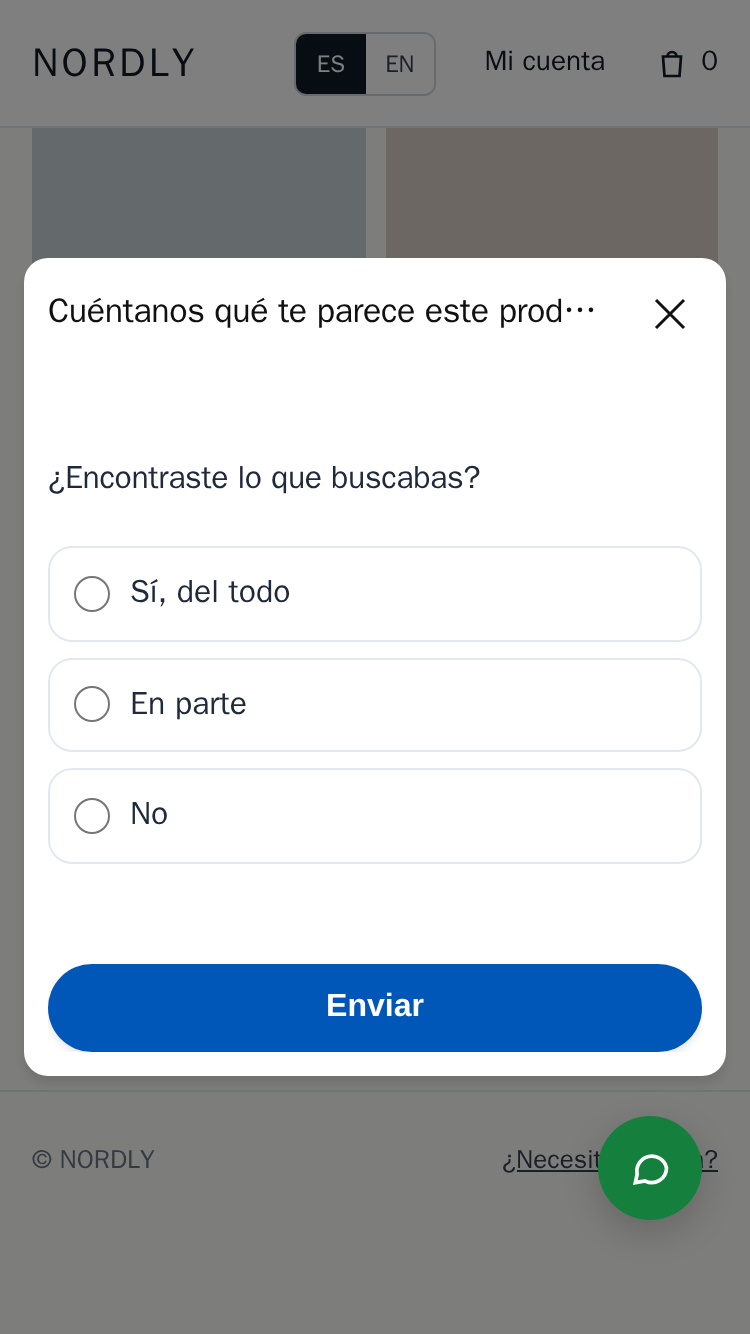 NORDLY
ES EN
Mi cuenta
0
Cuéntanos qué te parece este prod…
¿Encontraste lo que buscabas?
Sí, del todo
En parte
No
Enviar
© NORDLY